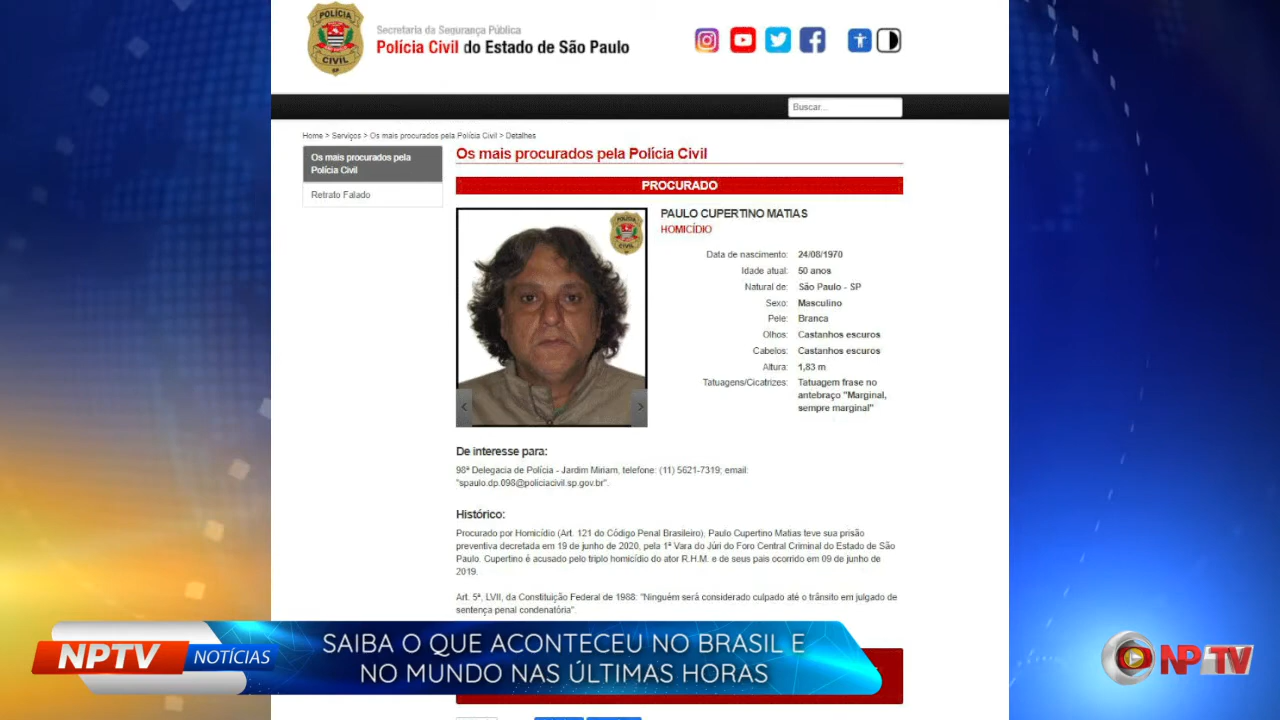 POLÍCIA
CIVIL
SP
Secretaria da Segurança Pública
Polícia Civil do Estado de São Paulo
Buscar...
Home > Serviços > Os mais procurados pela Polícia Civil > Detalhes
Os mais procurados pela
Polícia Civil
Retrato Falado
Os mais procurados pela Polícia Civil
PROCURADO
POLÍCIA
CIVIL
PAULO CUPERTINO MATIAS
HOMICÍDIO
Data de nascimento: 24/08/1970
Idade atual: 50 anos
Natural de: São Paulo - SP
Sexo: Masculino
Pele: Branca
Olhos: Castanhos escuros
Cabelos: Castanhos escuros
Altura: 1,83 m
Tatuagens/Cicatrizes: Tatuagem frase no
antebraço "Marginal,
sempre marginal"
De interesse para:
98ª Delegacia de Polícia - Jardim Miriam, telefone: (11) 5621-7319; email:
"spaulo.dp.098@policiacivil.sp.gov.br".
Histórico:
Procurado por Homicídio (Art. 121 do Código Penal Brasileiro), Paulo Cupertino Matias teve sua prisão
preventiva decretada em 19 de junho de 2020, pela 1ª Vara do Júri do Foro Central Criminal do Estado de São
Paulo. Cupertino é acusado pelo triplo homicídio do ator R.H.M. e de seus pais ocorrido em 09 de junho de
2019.
Art. 5ª, LVII, da Constituição Federal de 1988: "Ninguém será considerado culpado até o trânsito em julgado de
sentença penal condenatória".
NPTV NOTÍCIAS
SAIBA O QUE ACONTECEU NO BRASIL E
NO MUNDO NAS ÚLTIMAS HORAS
NPTV